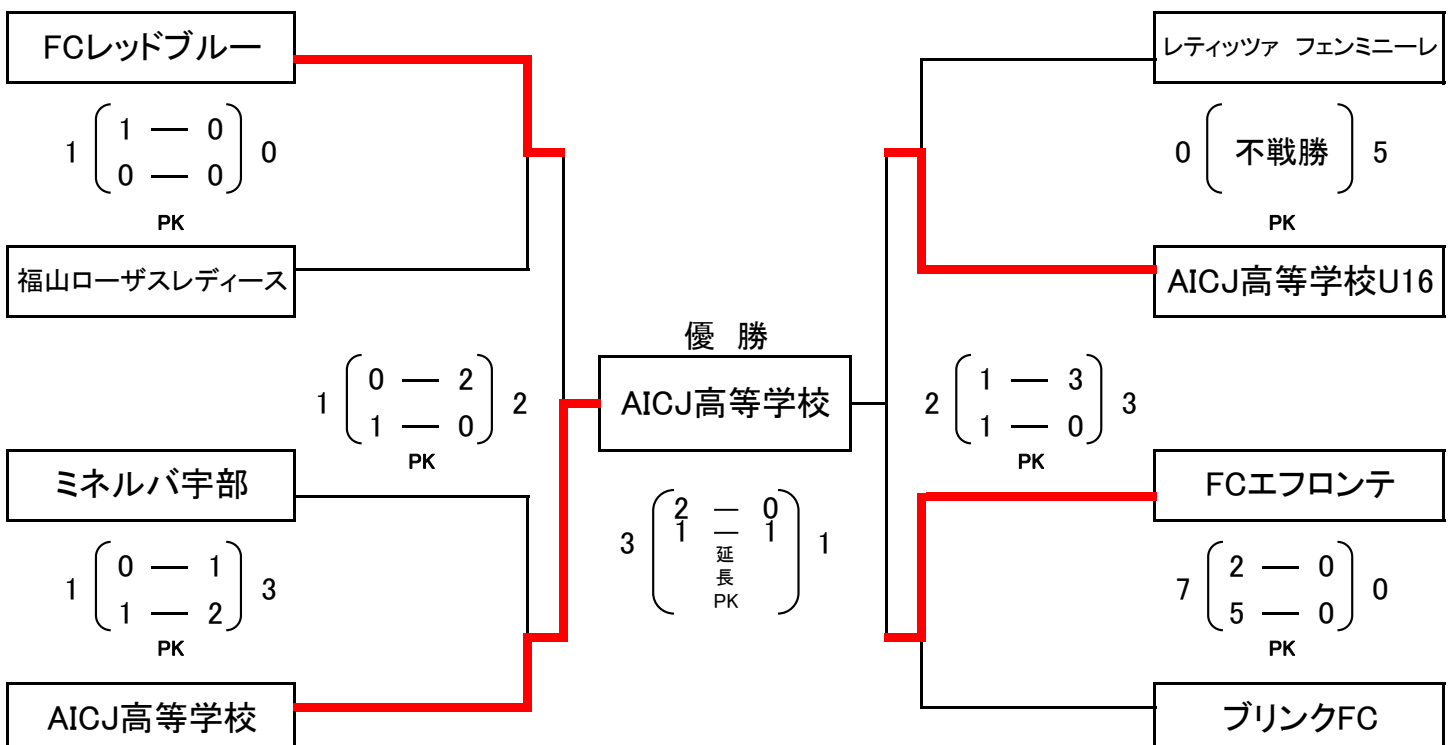 FCレッドブルー
1 1 — 0 0
0 — 0
PK
福山ローザスレディース
1 0 — 2 2
1 — 0
PK
ミネルバ宇部
1 0 — 1 3
1 — 2
PK
AICJ高等学校
優 勝
AICJ高等学校
3 2 — 0 1
1 — 1
延
長
PK
レティッツァ フェンミニーレ
0 不戦勝 5
PK
AICJ高等学校U16
2 1 — 3 3
1 — 0
PK
FCエフロンテ
7 2 — 0 0
5 — 0
PK
ブリンクFC